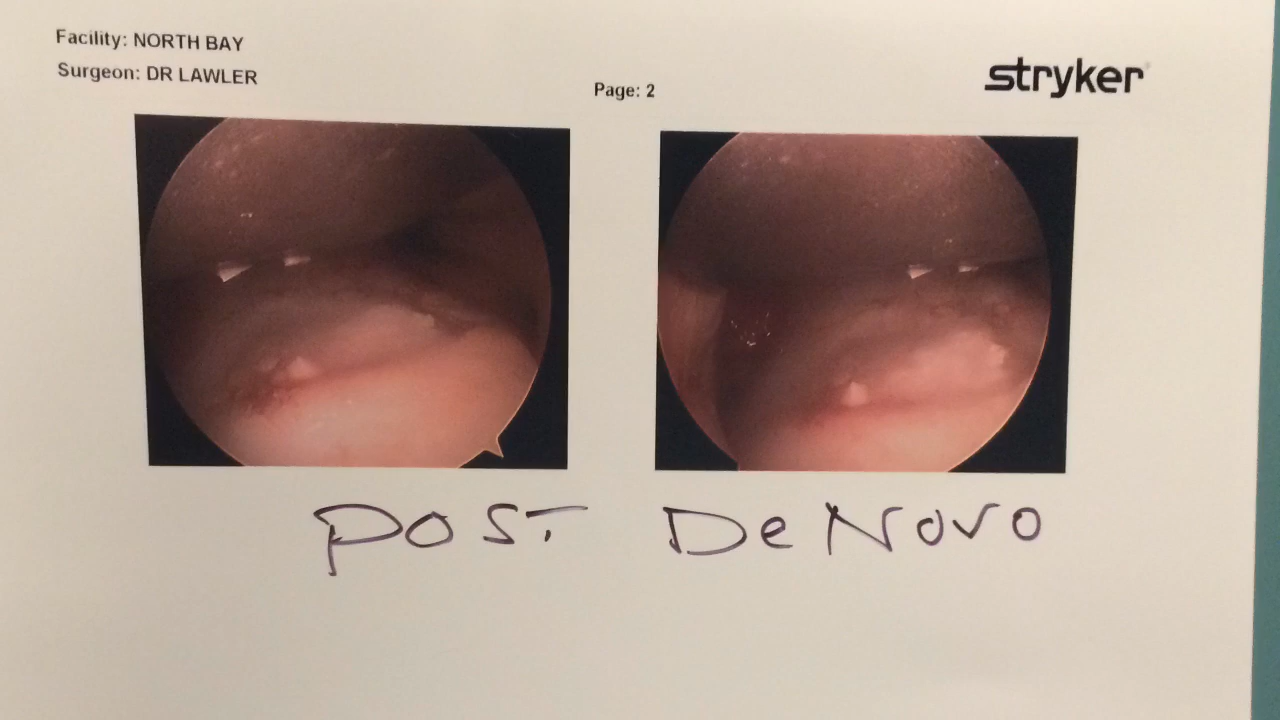 Facility: NORTH BAY
Surgeon: DR LAWLER
Page: 2
stryker
POST DeNovo